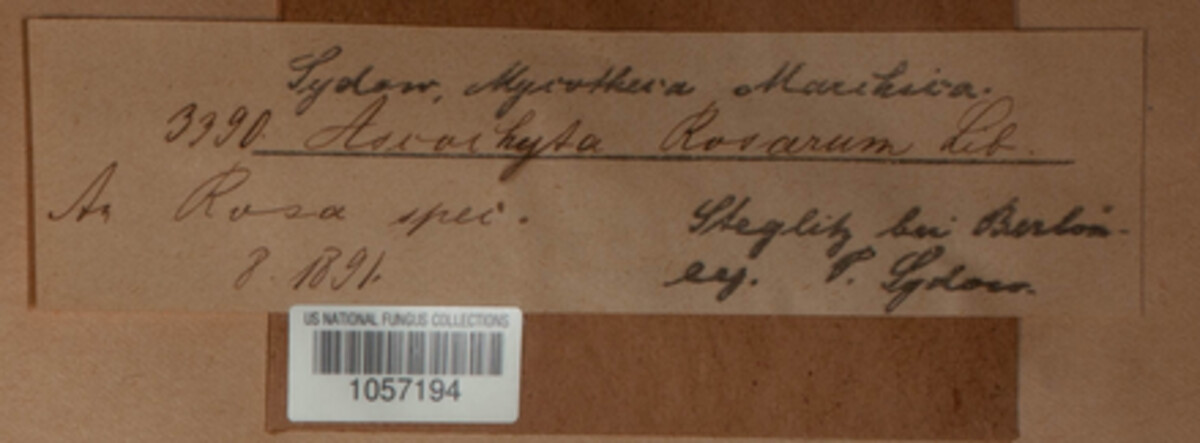 Sydow, Mycotheca Marchica.
3390. Ascochyta Rosarum Lib.
An Rosa spec.
8. 1891.
Steglitz bei Berlin.
leg. P. Sydow.
US NATIONAL FUNGUS COLLECTIONS
1057194